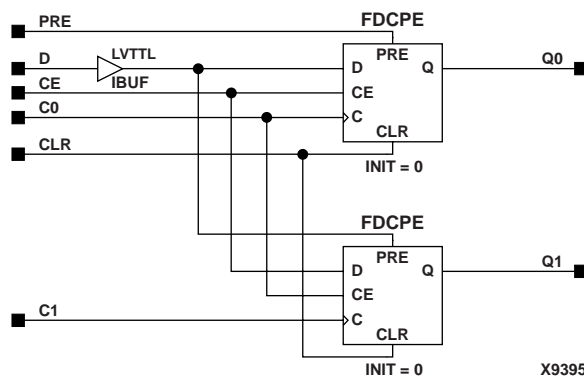 FDCPE
PRE
D
LVTTL
IBUF
CE
C0
CLR
PRE
D
Q
CE
C
CLR
Q0
INIT = 0
FDCPE
PRE
D
Q
CE
C
CLR
Q1
C1
INIT = 0
X9395